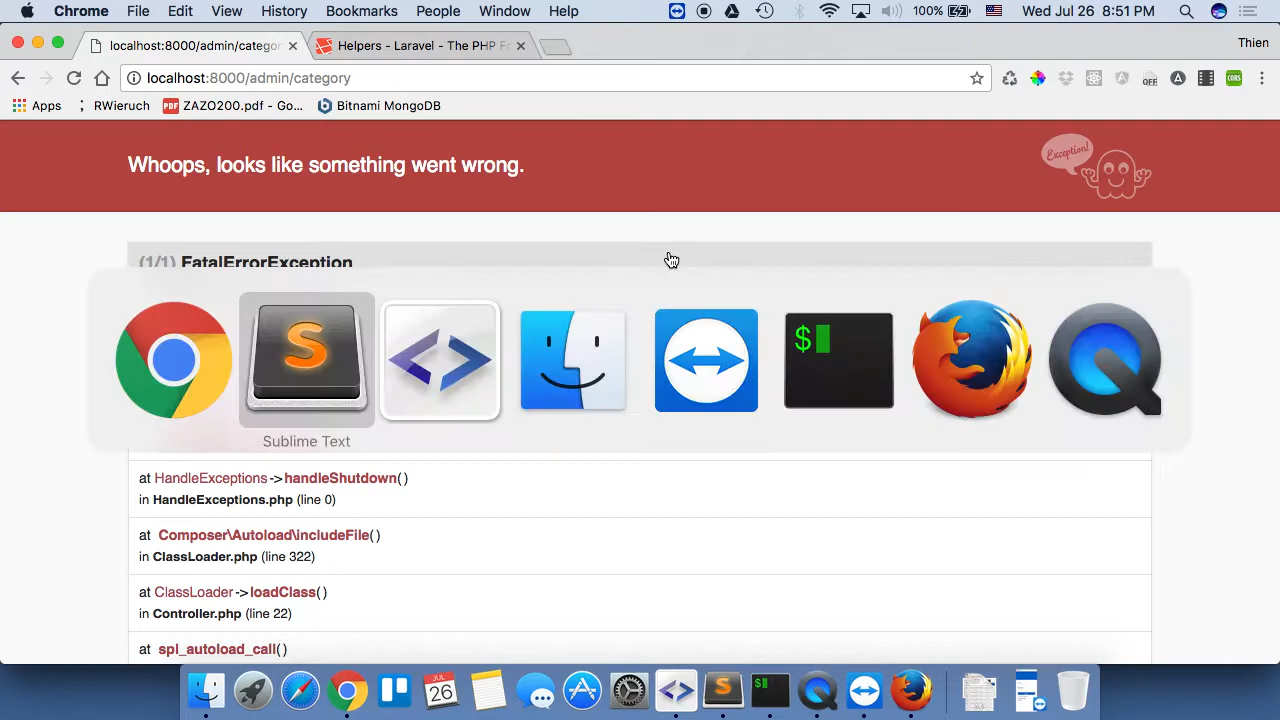 Chrome File Edit View History Bookmarks People Window Help 100% Wed Jul 26 8:51 PM
localhost:8000/admin/categor Helpers - Laravel - The PHP F Thien
localhost:8000/admin/category OFF CORS
Apps RWieruch PDF ZAZO200.pdf - Go... Bitnami MongoDB
Whoops, looks like something went wrong. Exception!
(1/1) FatalErrorException
S $
Sublime Text
at HandleExceptions->handleShutdown()
in HandleExceptions.php (line 0)
at Composer\Autoload\includeFile()
in ClassLoader.php (line 322)
at ClassLoader->loadClass()
in Controller.php (line 22)
at spl_autoload_call()
JUL
26 S $